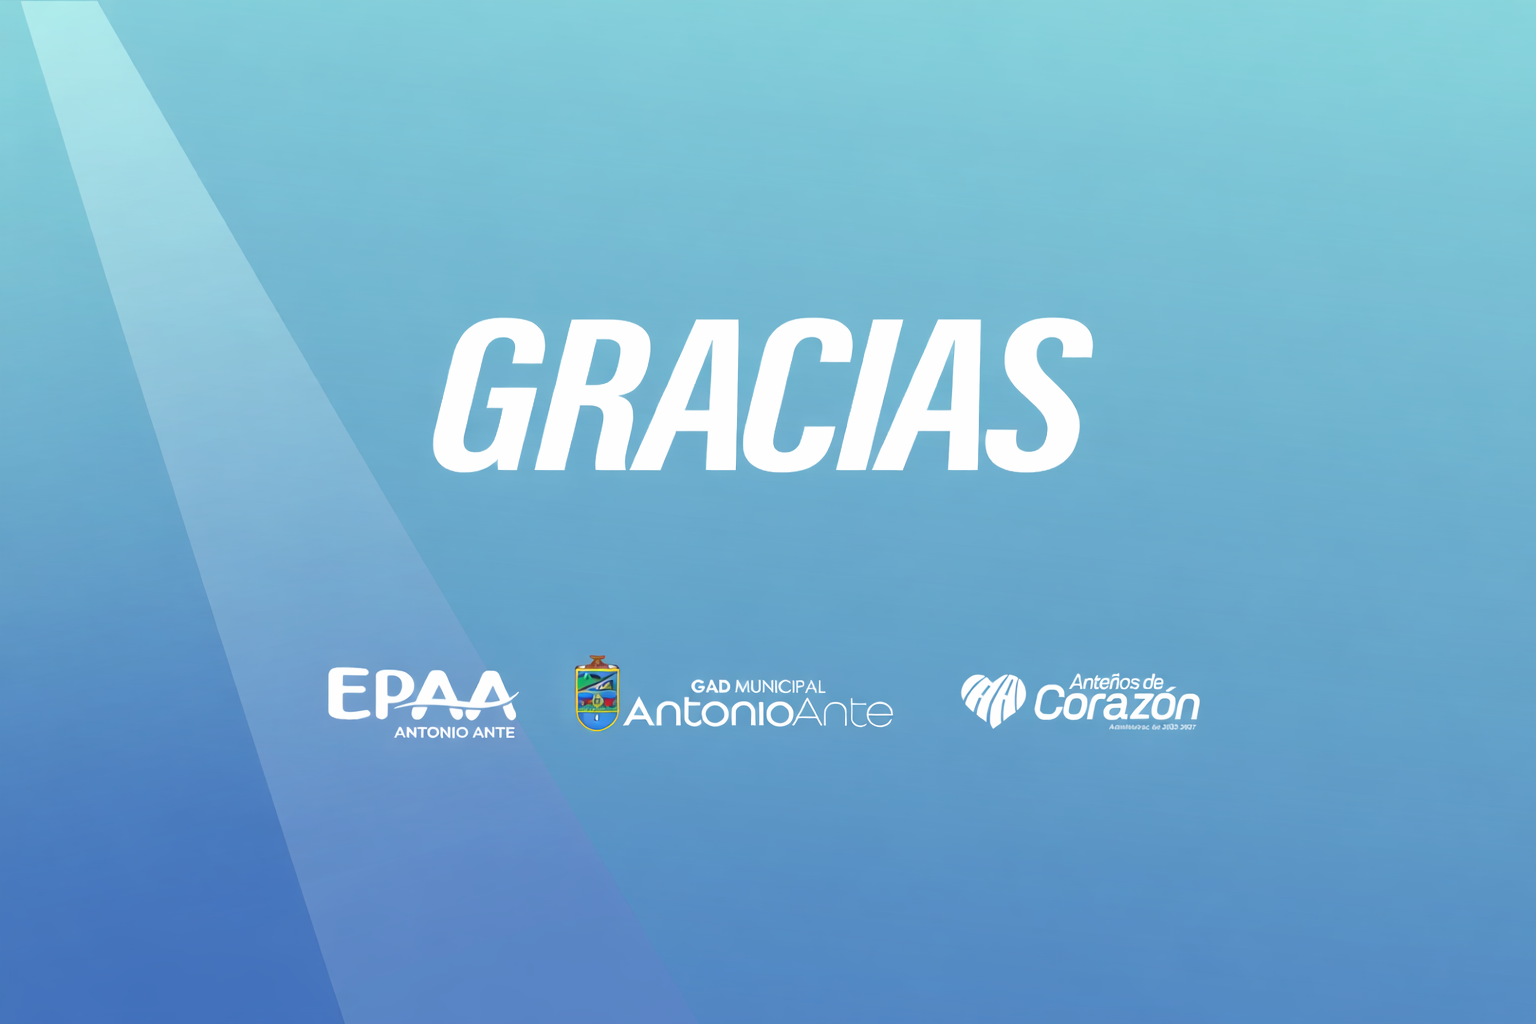 GRACIAS
EPAA
ANTONIO ANTE
GAD MUNICIPAL
AntonioAnte
Anteños de
Corazón